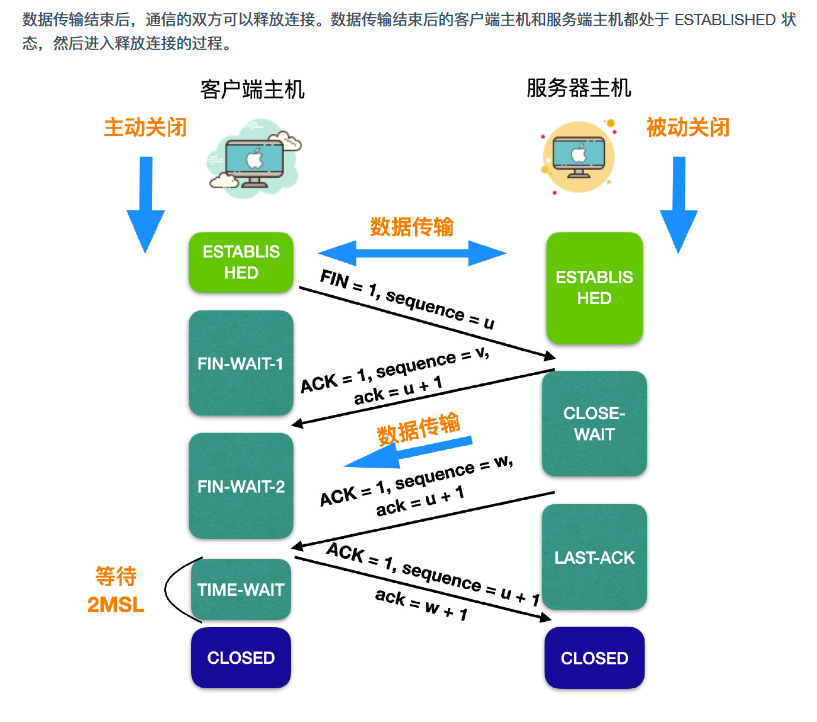 数据传输结束后，通信的双方可以释放连接。数据传输结束后的客户端主机和服务端主机都处于 ESTABLISHED 状
态，然后进入释放连接的过程。
客户端主机
服务器主机
主动关闭
被动关闭
数据传输
ESTABLIS
HED
ESTABLIS
HED
FIN = 1, sequence = u
FIN-WAIT-1
ACK = 1, sequence = v,
ack = u + 1
CLOSE-
WAIT
数据传输
FIN-WAIT-2
ACK = 1, sequence = w,
ack = u + 1
LAST-ACK
ACK = 1, sequence = u + 1
ack = w + 1
等待
2MSL
TIME-WAIT
CLOSED
CLOSED